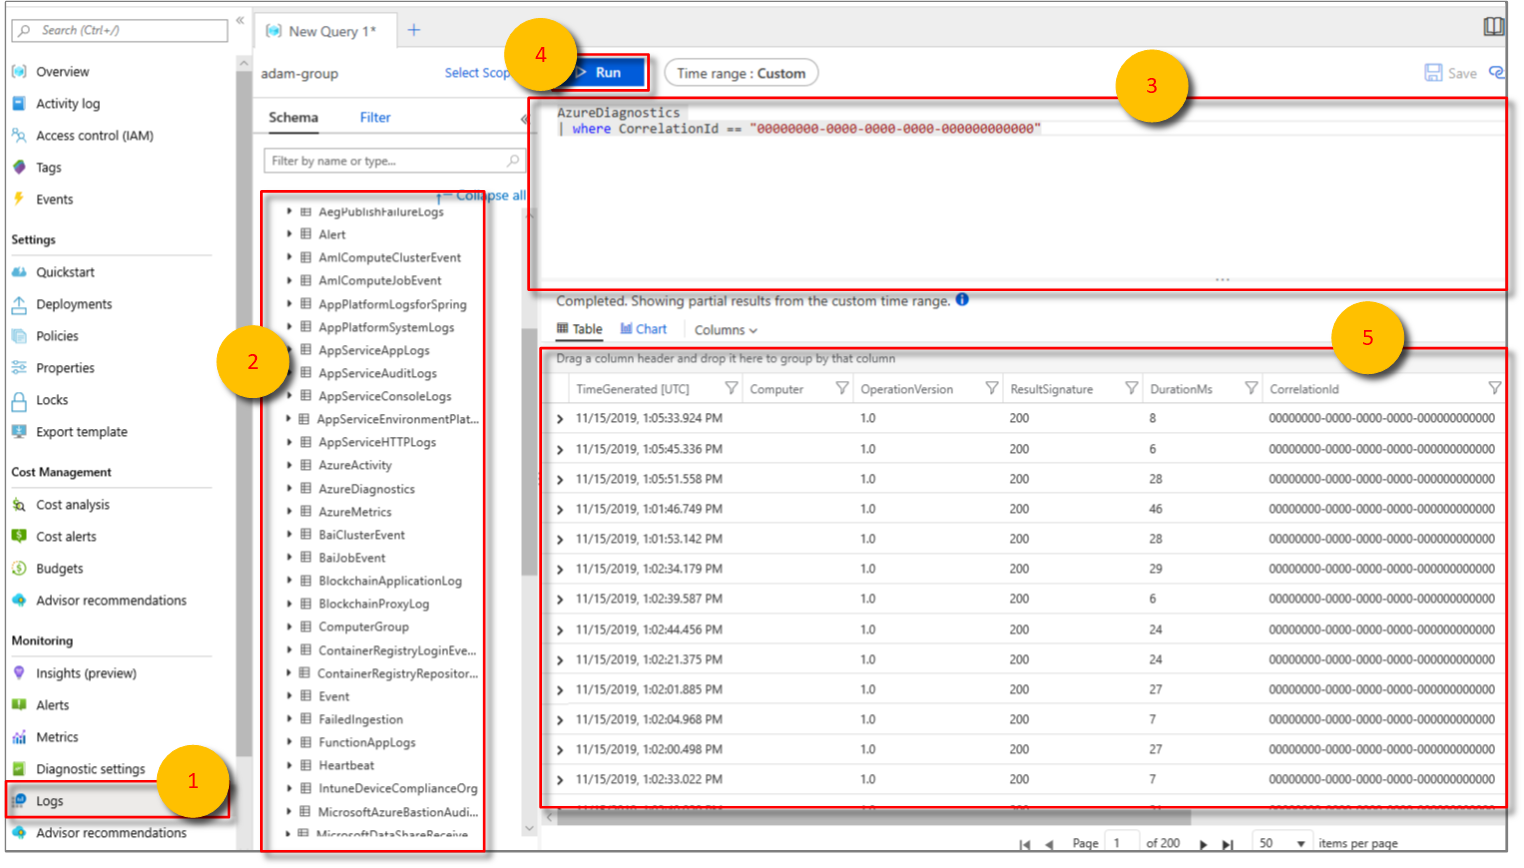 Search (Ctrl+/)
«
Overview
Activity log
Access control (IAM)
Tags
Events
Settings
Quickstart
Deployments
Policies
Properties
Locks
Export template
Cost Management
Cost analysis
Cost alerts
Budgets
Advisor recommendations
Monitoring
Insights (preview)
Alerts
Metrics
Diagnostic settings
1
Logs
Advisor recommendations
New Query 1*
+
adam-group
Select Scop
4
Run
Time range : Custom
Save
Schema
Filter
«
Filter by name or type...
Collapse all
2
AegPublishFailureLogs
Alert
AmlComputeClusterEvent
AmlComputeJobEvent
AppPlatformLogsforSpring
AppPlatformSystemLogs
AppServiceAppLogs
AppServiceAuditLogs
AppServiceConsoleLogs
AppServiceEnvironmentPlat...
AppServiceHTTPLogs
AzureActivity
AzureDiagnostics
AzureMetrics
BaiClusterEvent
BaiJobEvent
BlockchainApplicationLog
BlockchainProxyLog
ComputerGroup
ContainerRegistryLoginEve...
ContainerRegistryRepositor...
Event
FailedIngestion
FunctionAppLogs
Heartbeat
IntuneDeviceComplianceOrg
MicrosoftAzureBastionAudi...
MicrosoftDataShareReceive
3
AzureDiagnostics
| where CorrelationId == "00000000-0000-0000-0000-000000000000"
Completed. Showing partial results from the custom time range.
Table Chart Columns
5
Drag a column header and drop it here to group by that column
TimeGenerated [UTC] Computer OperationVersion ResultSignature DurationMs CorrelationId
11/15/2019, 1:05:33.924 PM 1.0 200 8 00000000-0000-0000-0000-000000000000
11/15/2019, 1:05:45.336 PM 1.0 200 6 00000000-0000-0000-0000-000000000000
11/15/2019, 1:05:51.558 PM 1.0 200 28 00000000-0000-0000-0000-000000000000
11/15/2019, 1:01:46.749 PM 1.0 200 46 00000000-0000-0000-0000-000000000000
11/15/2019, 1:01:53.142 PM 1.0 200 28 00000000-0000-0000-0000-000000000000
11/15/2019, 1:02:34.179 PM 1.0 200 29 00000000-0000-0000-0000-000000000000
11/15/2019, 1:02:39.587 PM 1.0 200 6 00000000-0000-0000-0000-000000000000
11/15/2019, 1:02:44.456 PM 1.0 200 24 00000000-0000-0000-0000-000000000000
11/15/2019, 1:02:21.375 PM 1.0 200 24 00000000-0000-0000-0000-000000000000
11/15/2019, 1:02:01.885 PM 1.0 200 27 00000000-0000-0000-0000-000000000000
11/15/2019, 1:02:04.968 PM 1.0 200 7 00000000-0000-0000-0000-000000000000
11/15/2019, 1:02:00.498 PM 1.0 200 27 00000000-0000-0000-0000-000000000000
11/15/2019, 1:02:33.022 PM 1.0 200 7 00000000-0000-0000-0000-000000000000
Page 1 of 200 50 items per page